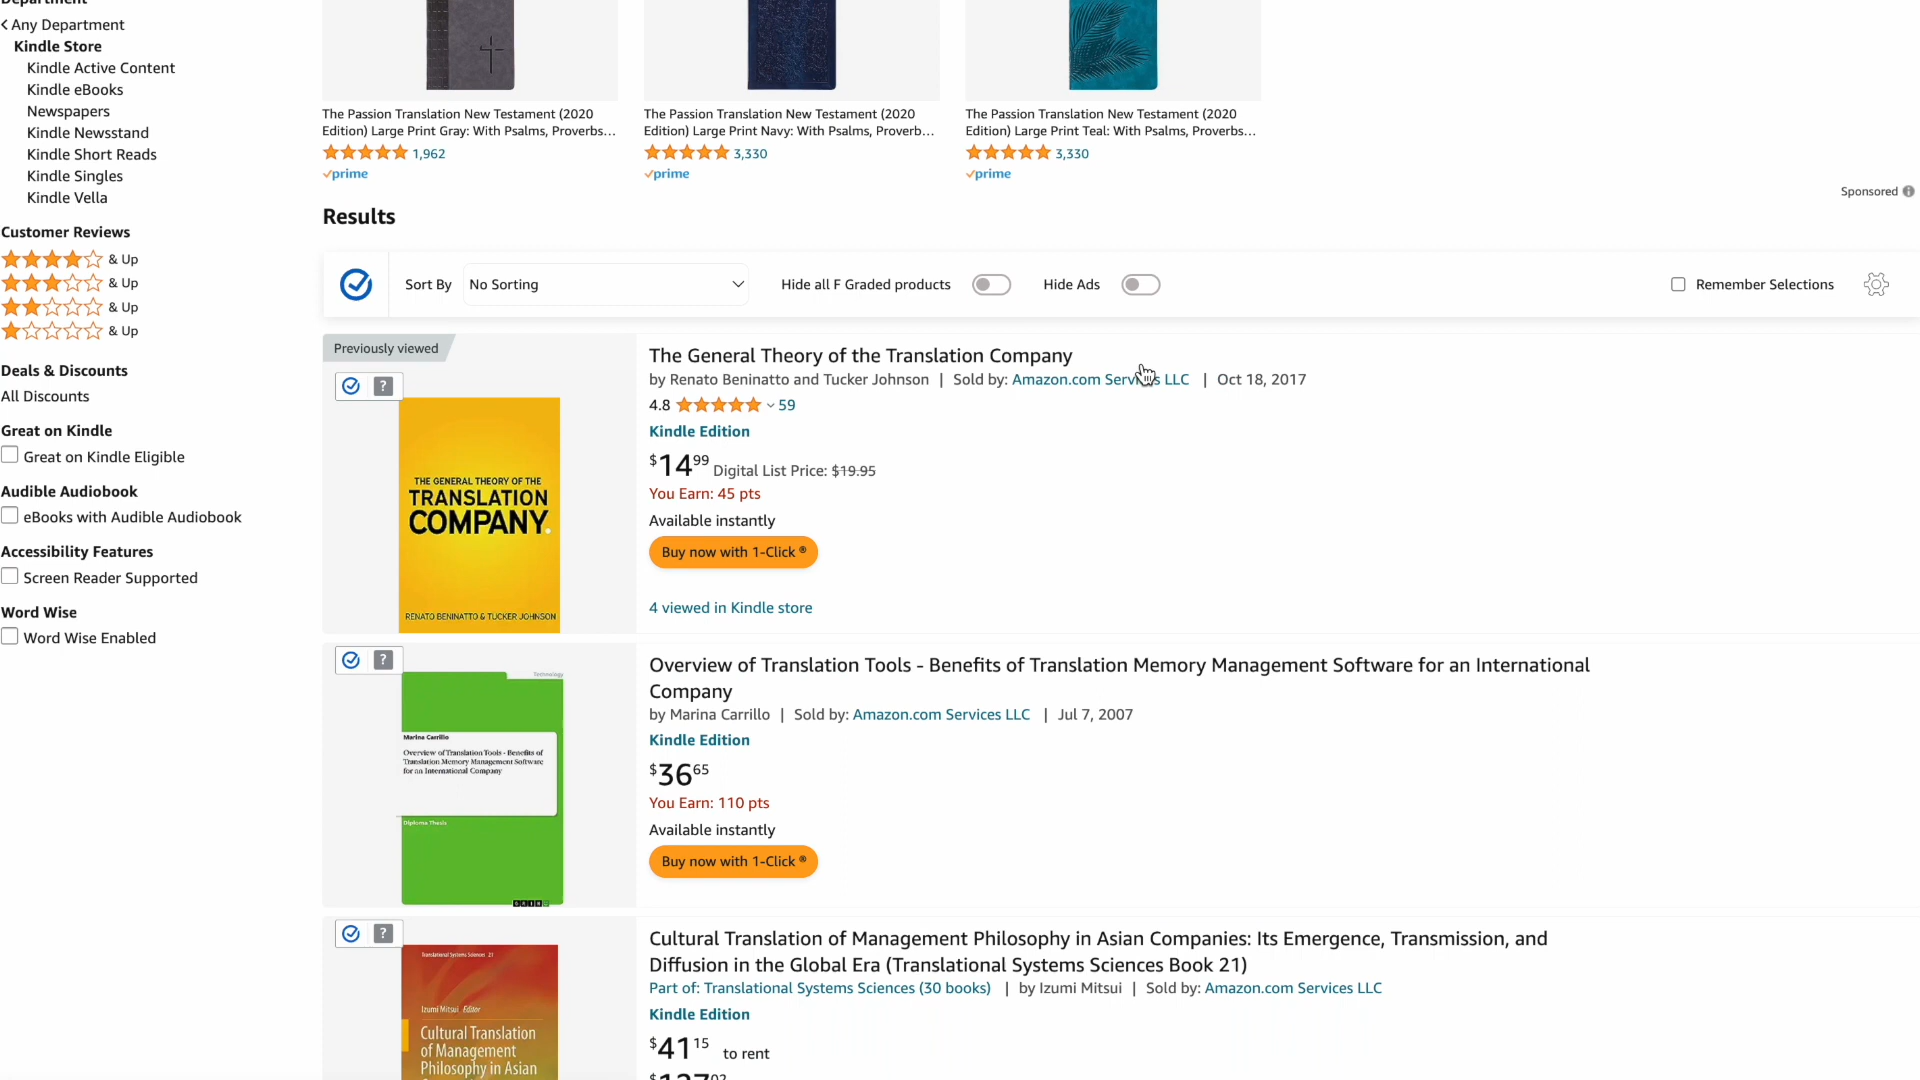 Department
Any Department
Kindle Store
Kindle Active Content
Kindle eBooks
Newspapers
Kindle Newsstand
Kindle Short Reads
Kindle Singles
Kindle Vella
Customer Reviews
& Up
& Up
& Up
& Up
Deals & Discounts
All Discounts
Great on Kindle
Great on Kindle Eligible
Audible Audiobook
eBooks with Audible Audiobook
Accessibility Features
Screen Reader Supported
Word Wise
Word Wise Enabled
The Passion Translation New Testament (2020
Edition) Large Print Gray: With Psalms, Proverbs...
1,962
prime
The Passion Translation New Testament (2020
Edition) Large Print Navy: With Psalms, Proverb...
3,330
prime
The Passion Translation New Testament (2020
Edition) Large Print Teal: With Psalms, Proverbs...
3,330
prime
Sponsored
Results
Sort By No Sorting Hide all F Graded products Hide Ads Remember Selections
Previously viewed
?
THE GENERAL THEORY OF THE
TRANSLATION
COMPANY.
RENATO BENINATTO & TUCKER JOHNSON
The General Theory of the Translation Company
by Renato Beninatto and Tucker Johnson | Sold by: Amazon.com Services LLC | Oct 18, 2017
4.8 59
Kindle Edition
$14.99 Digital List Price: $19.95
You Earn: 45 pts
Available instantly
Buy now with 1-Click ®
4 viewed in Kindle store
?
Technology
Marina Carrillo
Overview of Translation Tools - Benefits of
Translation Memory Management Software
for an International Company
Diploma Thesis
GRIN
Overview of Translation Tools - Benefits of Translation Memory Management Software for an International
Company
by Marina Carrillo | Sold by: Amazon.com Services LLC | Jul 7, 2007
Kindle Edition
$36.65
You Earn: 110 pts
Available instantly
Buy now with 1-Click ®
?
Translational Systems Sciences 21
Izumi Mitsui Editor
Cultural Translation
of Management
Philosophy in Asian
Cultural Translation of Management Philosophy in Asian Companies: Its Emergence, Transmission, and
Diffusion in the Global Era (Translational Systems Sciences Book 21)
Part of: Translational Systems Sciences (30 books) | by Izumi Mitsui | Sold by: Amazon.com Services LLC
Kindle Edition
$41.15 to rent